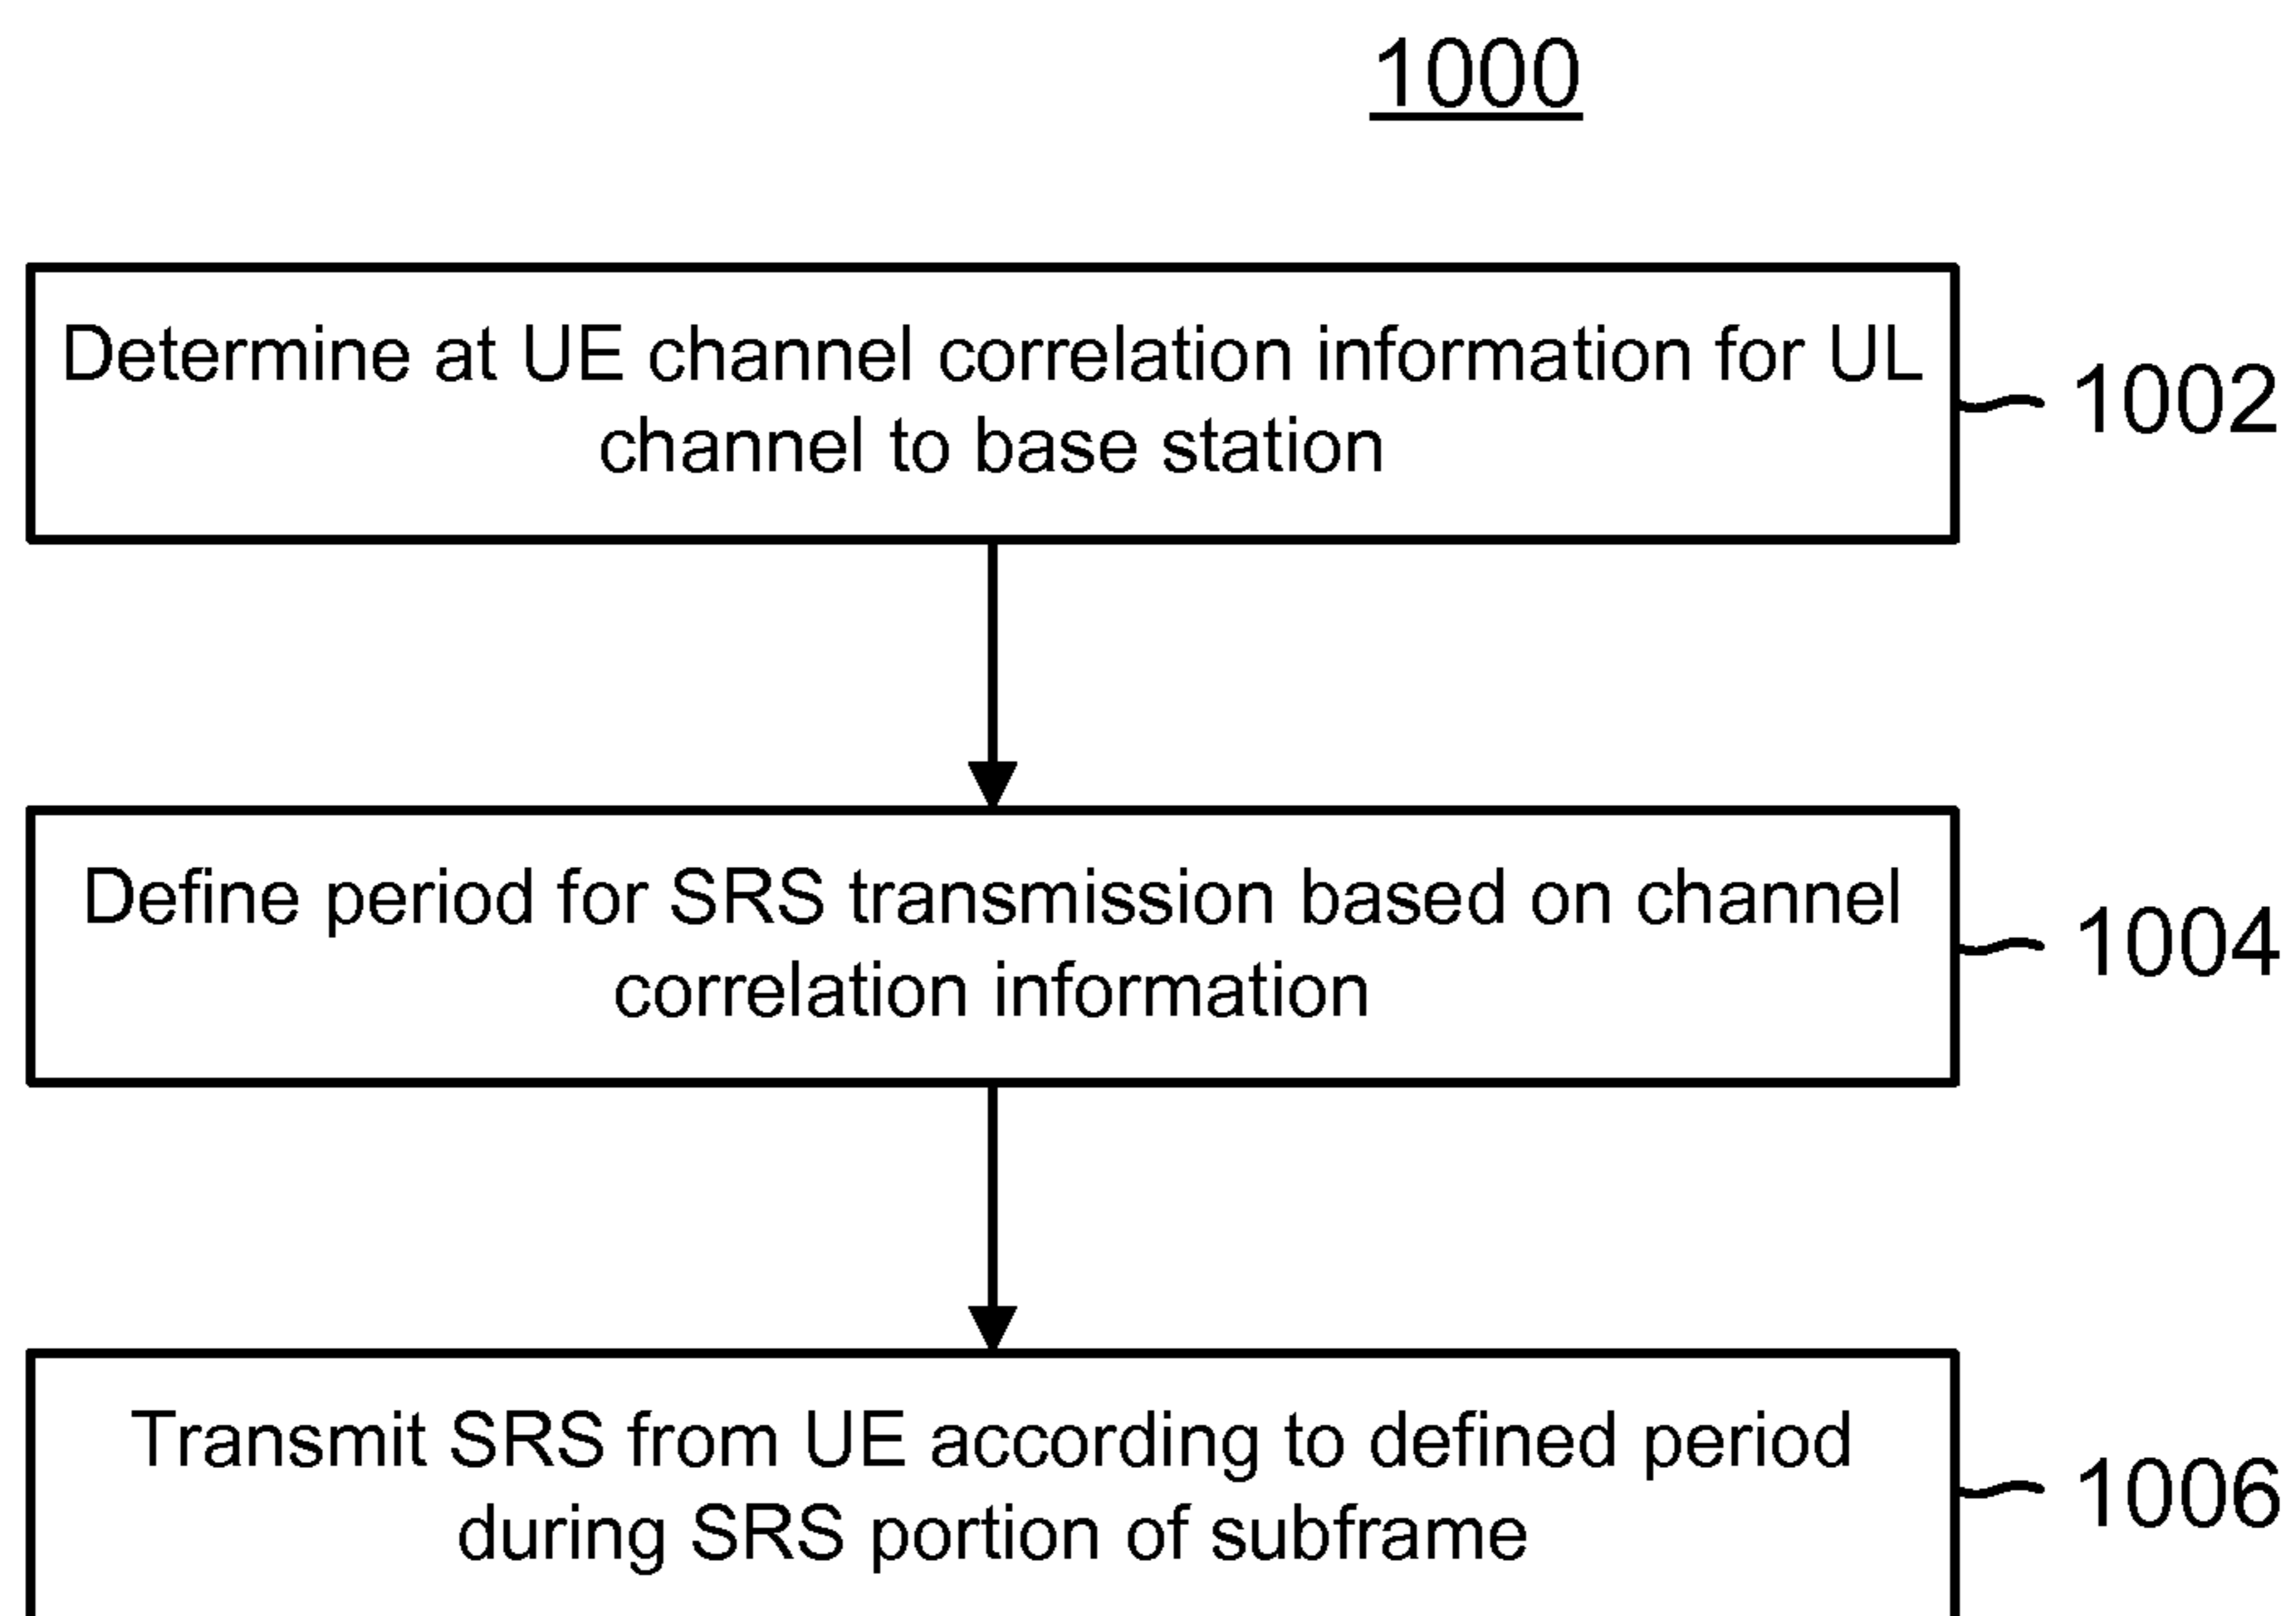 1000
Determine at UE channel correlation information for UL
channel to base station
1002
Define period for SRS transmission based on channel
correlation information
1004
Transmit SRS from UE according to defined period
during SRS portion of subframe
1006